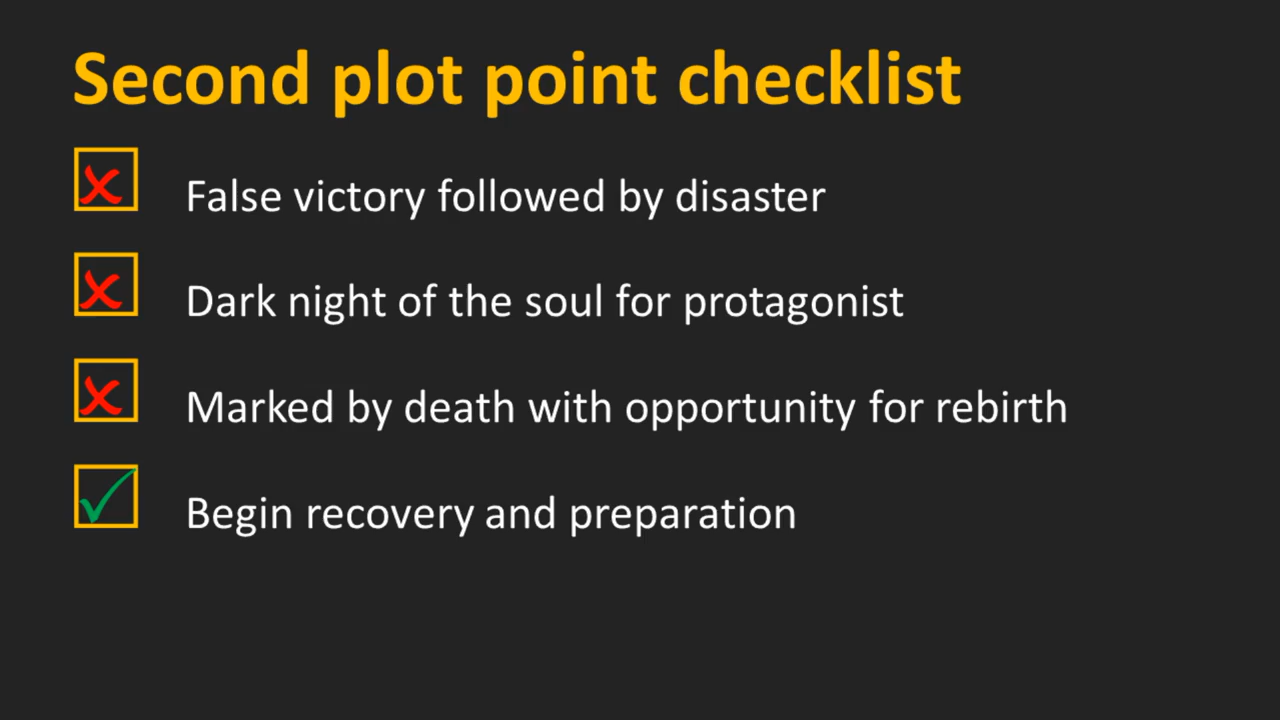 Second plot point checklist
False victory followed by disaster
Dark night of the soul for protagonist
Marked by death with opportunity for rebirth
Begin recovery and preparation